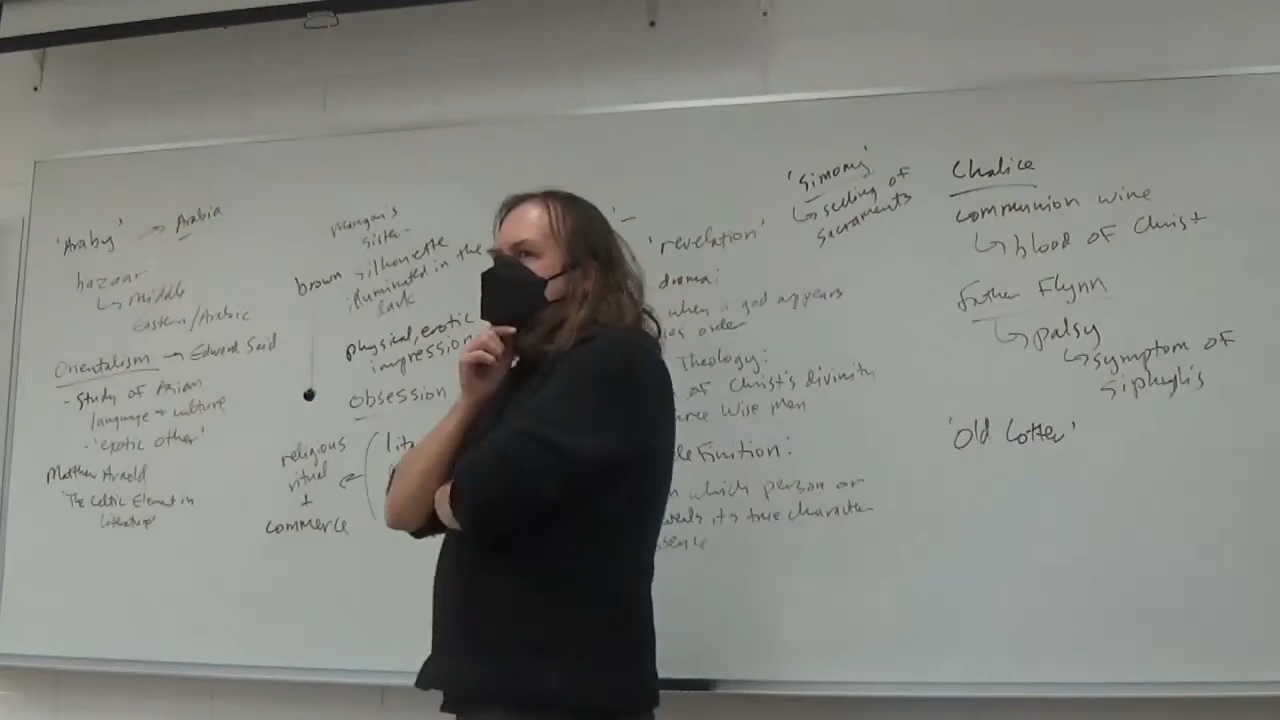 'Araby' → Arabia
bazaar
↳ Middle
Eastern/Arabic
Orientalism → Edward Said
- Study of Asian
language + culture
- 'exotic other'
Matthew Arnold
'The Celtic Element in
Literature'
mangan's
sister
brown silhouette
illuminated in the
dark
physical, erotic
impression
obsession
religious
ritual
+
commerce
'revelation'
drama:
when a god appears
order
Theology:
of Christ's divinity
Wise Men
definition:
which person or
its true character
'Simony'
↳ selling of
sacraments
Chalice
communion wine
↳ blood of Christ
Father Flynn
↳ palsy
↳ symptom of
siphylis
'Old Cotter'